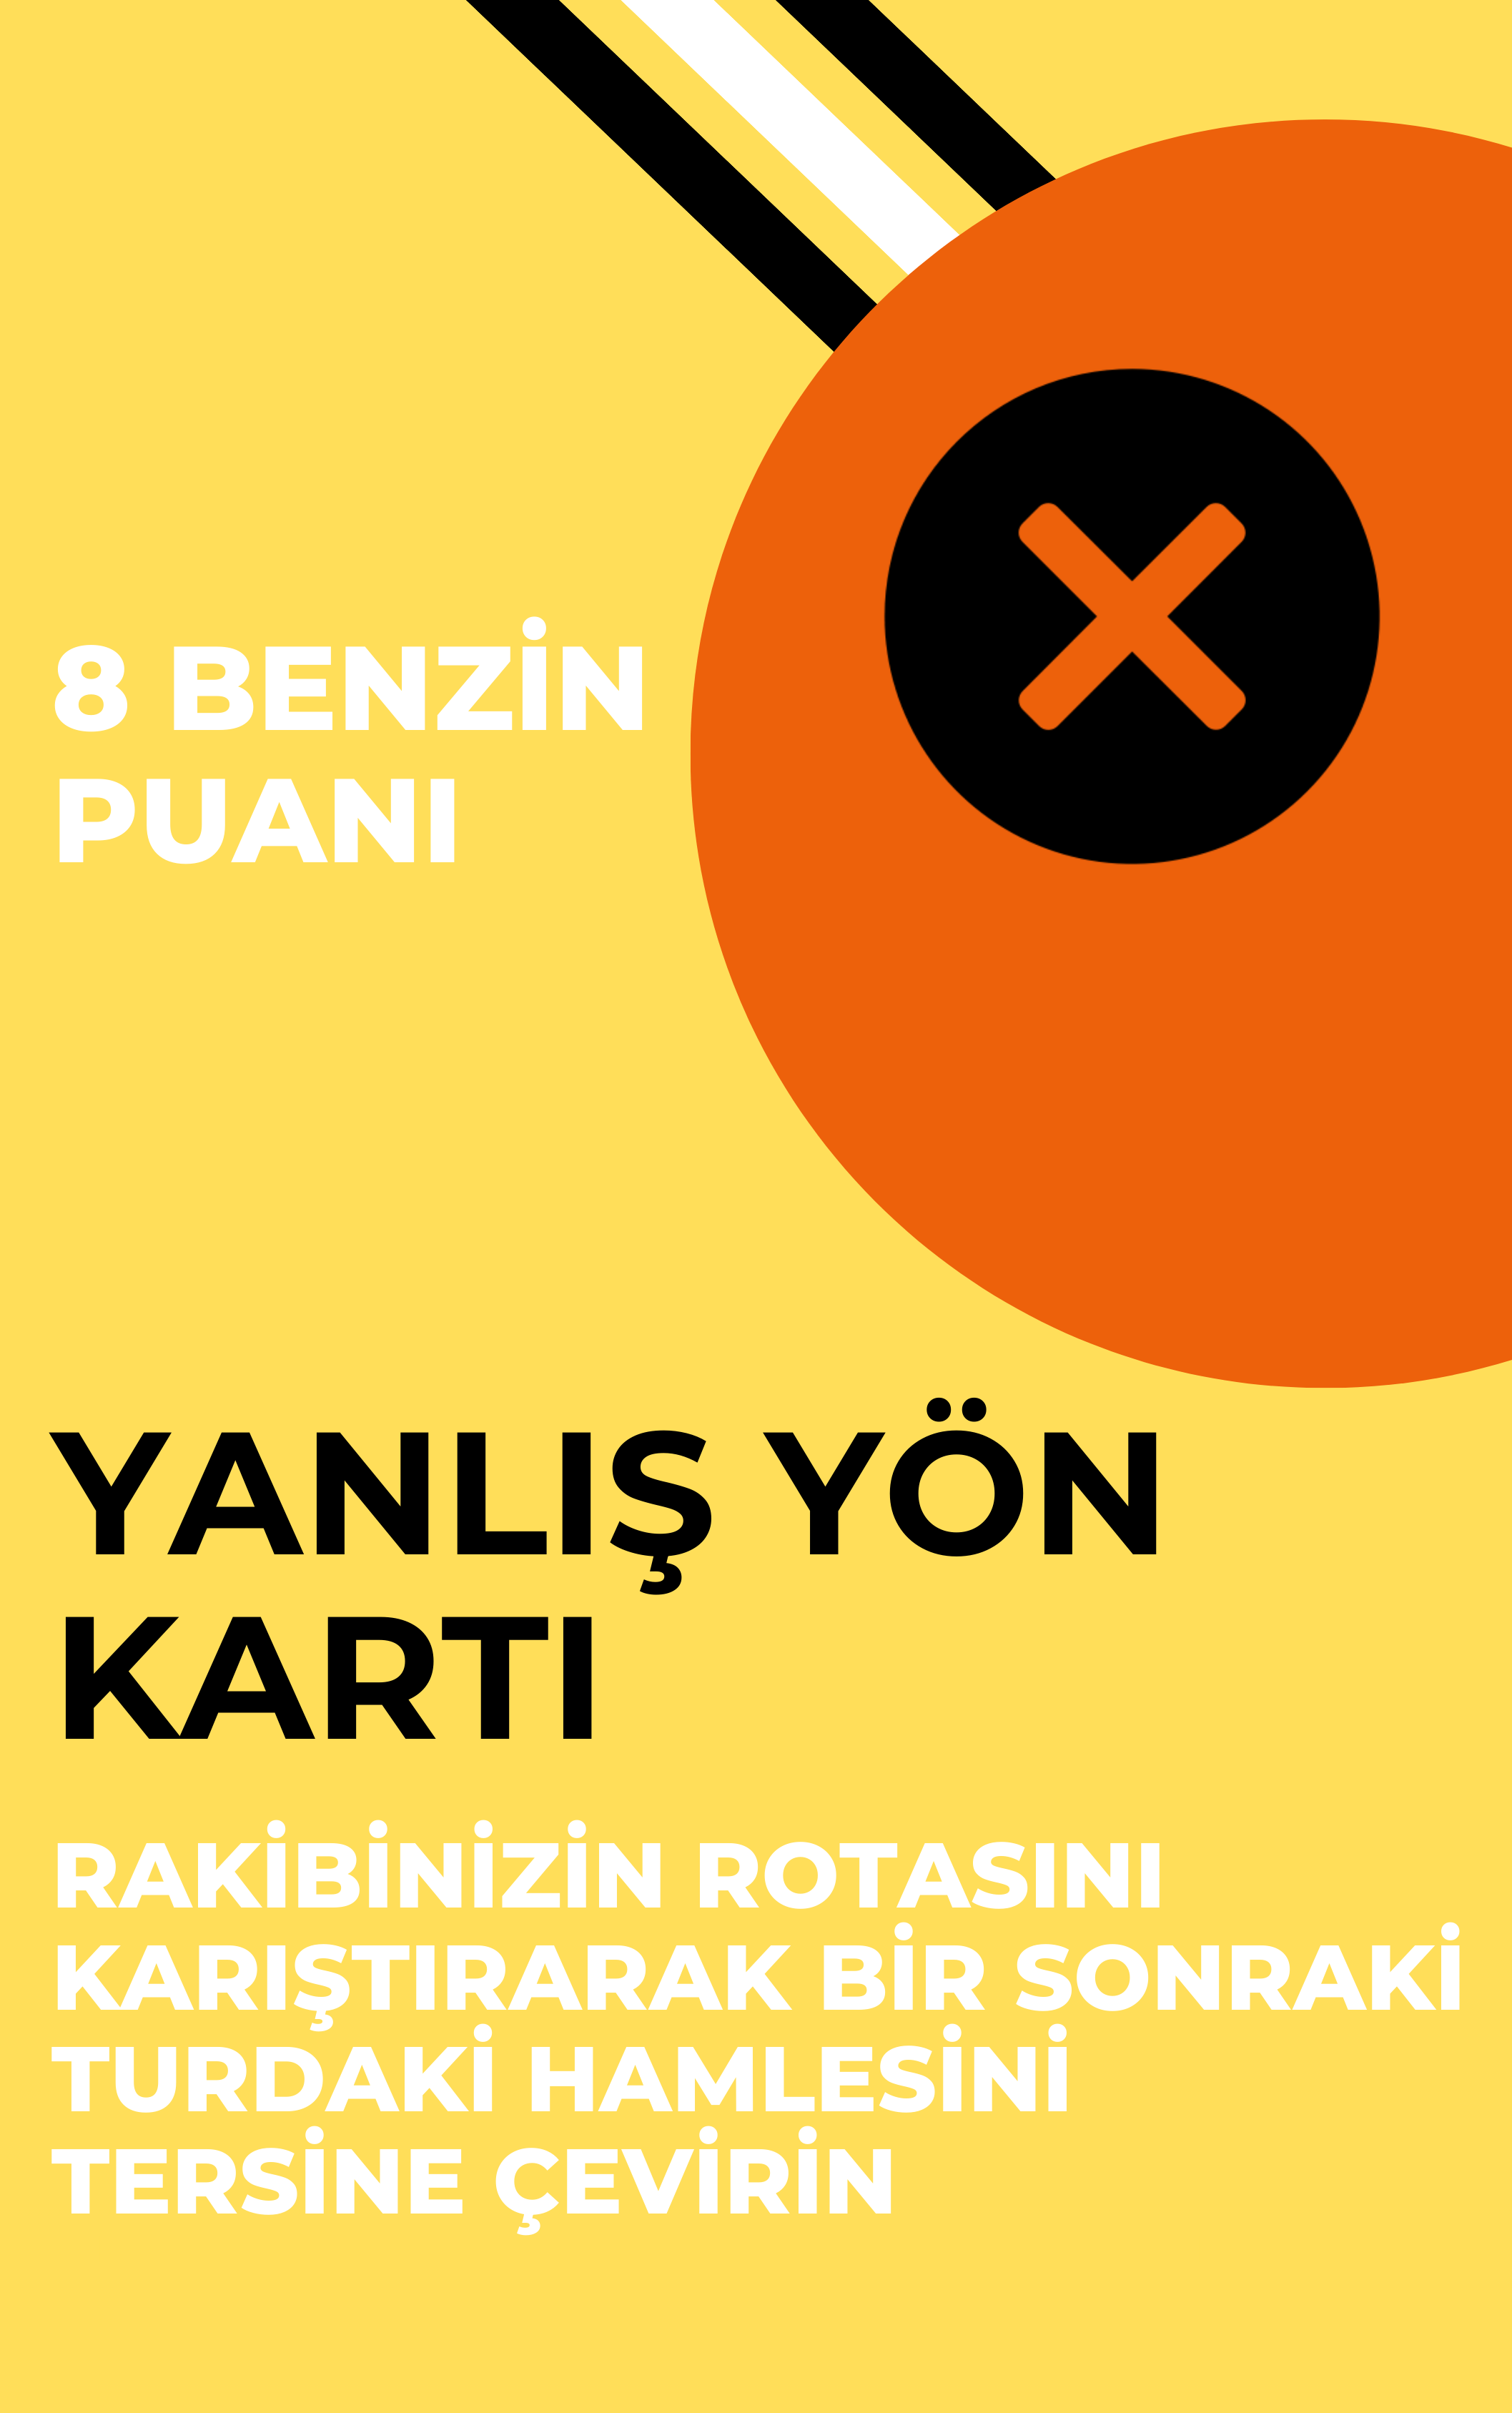 8 BENZİN
PUANI
YANLIŞ YÖN
KARTI
RAKİBİNİZİN ROTASINI
KARIŞTIRARAK BİR SONRAKİ
TURDAKİ HAMLESİNİ
TERSİNE ÇEVİRİN